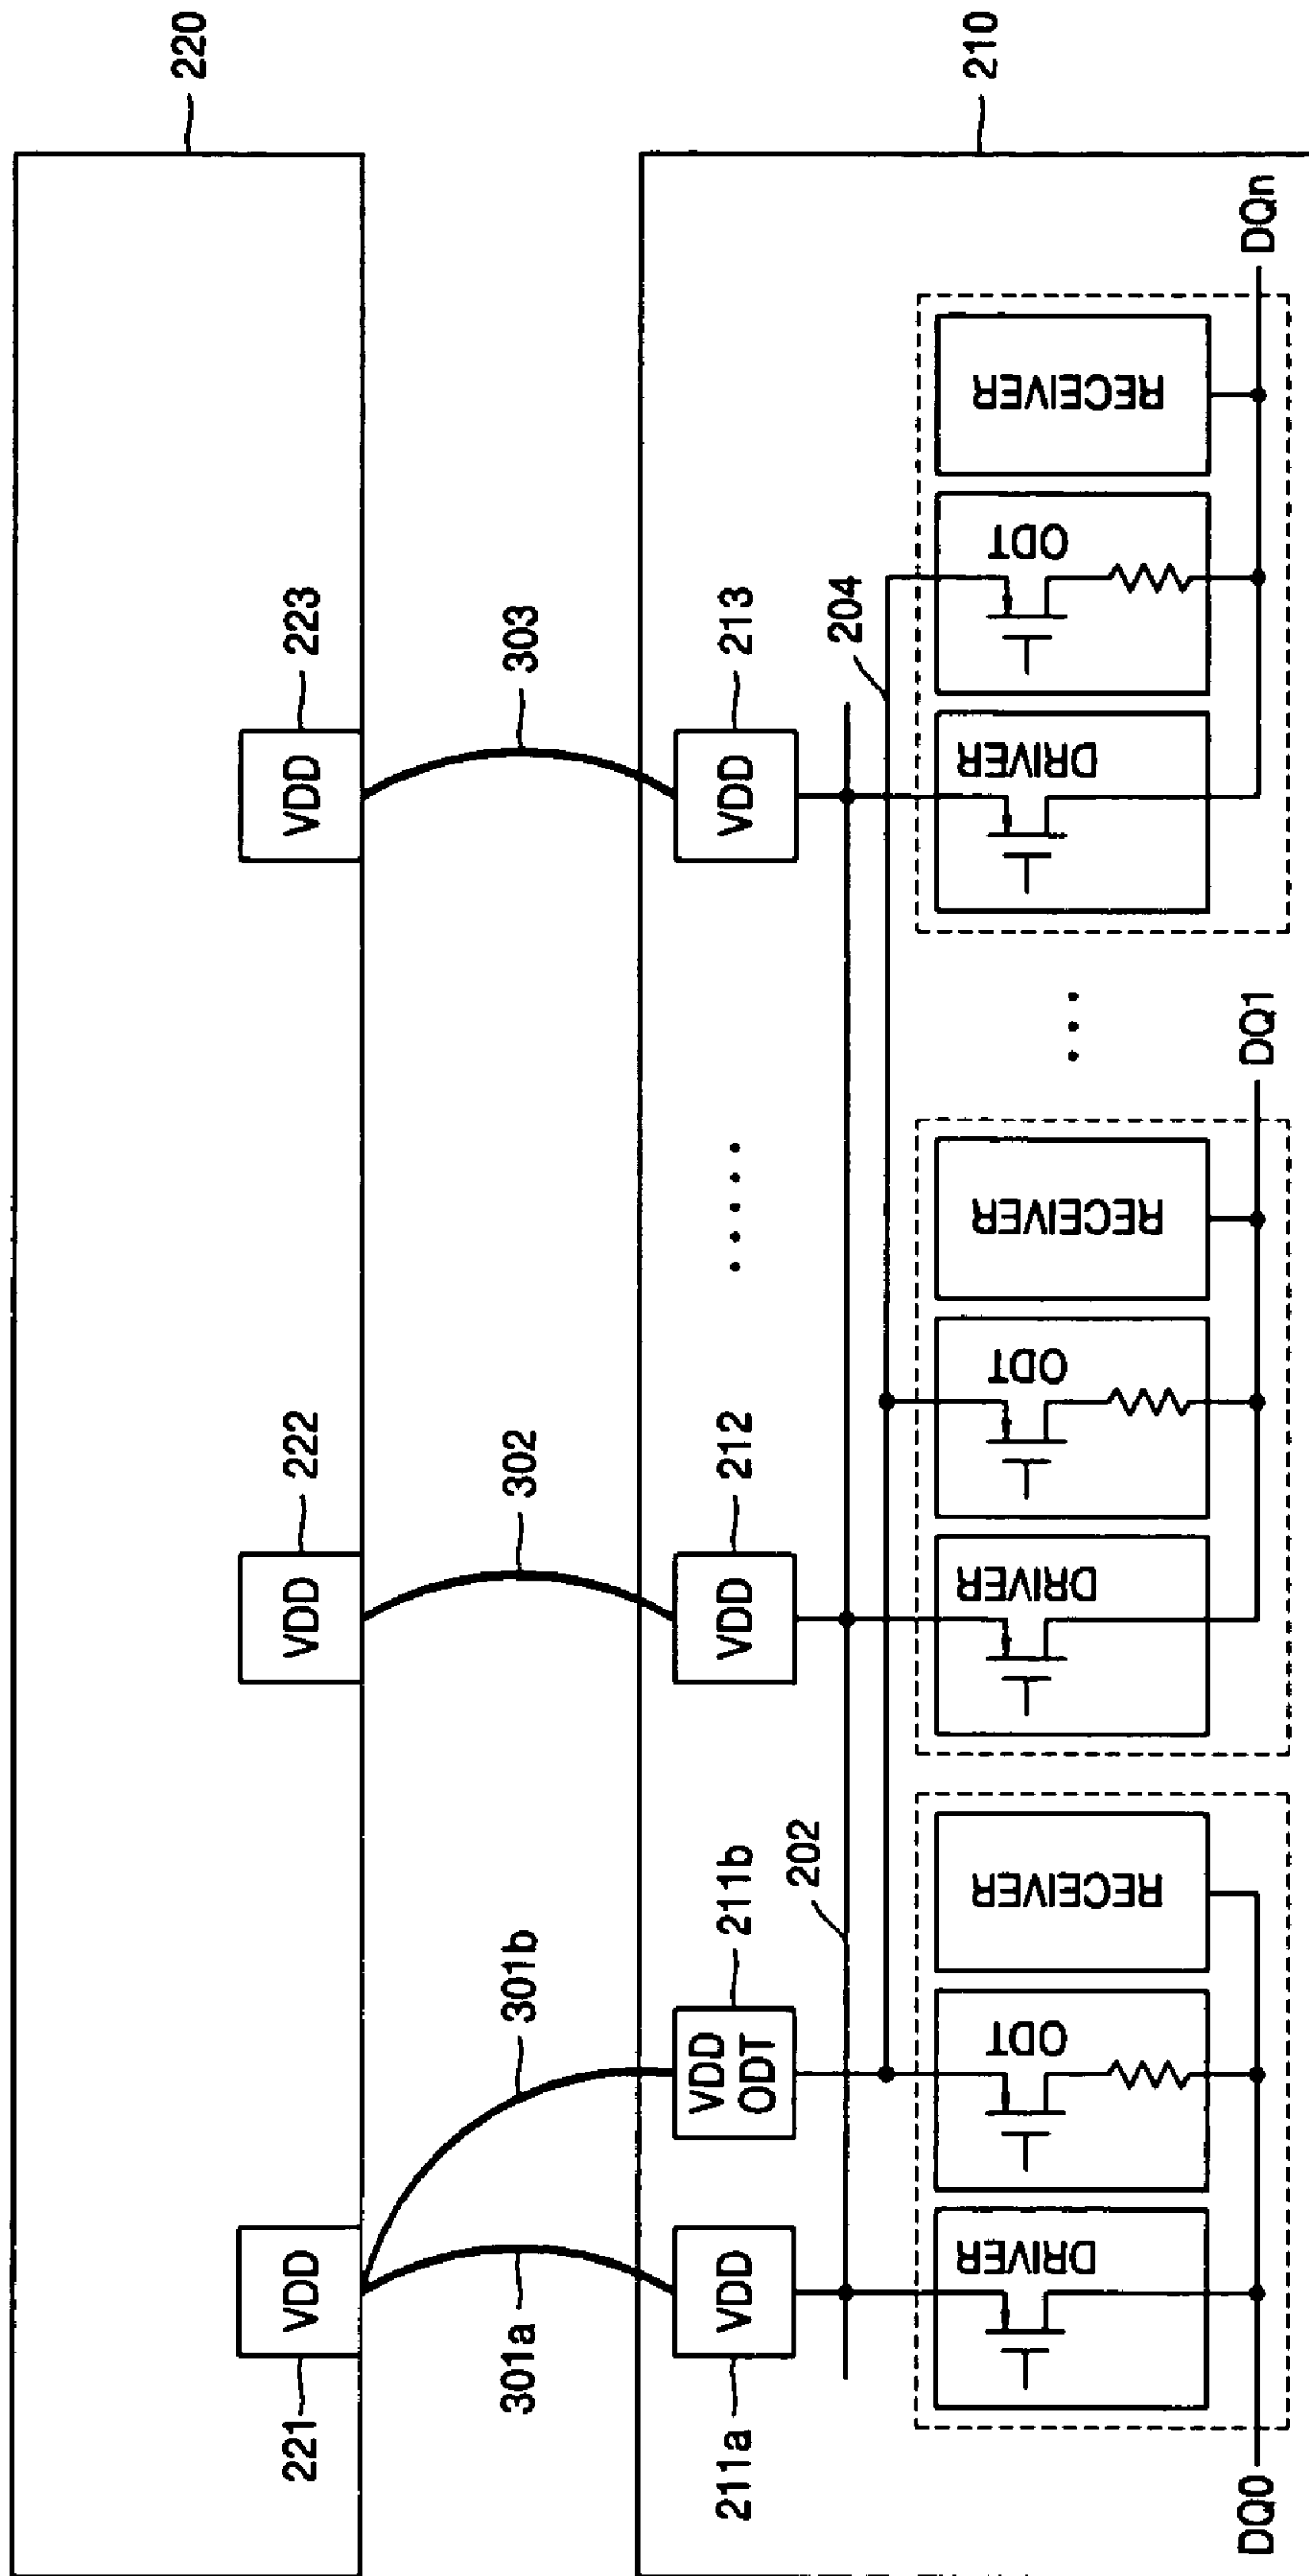 220
221
VDD
222
VDD
223
VDD
301a
301b
302
303
210
211a
VDD
VDD
ODT
211b
VDD
212
VDD
213
202
204
DRIVER
ODT
RECEIVER
DRIVER
ODT
RECEIVER
DRIVER
ODT
RECEIVER
DQ0
DQ1
DQn